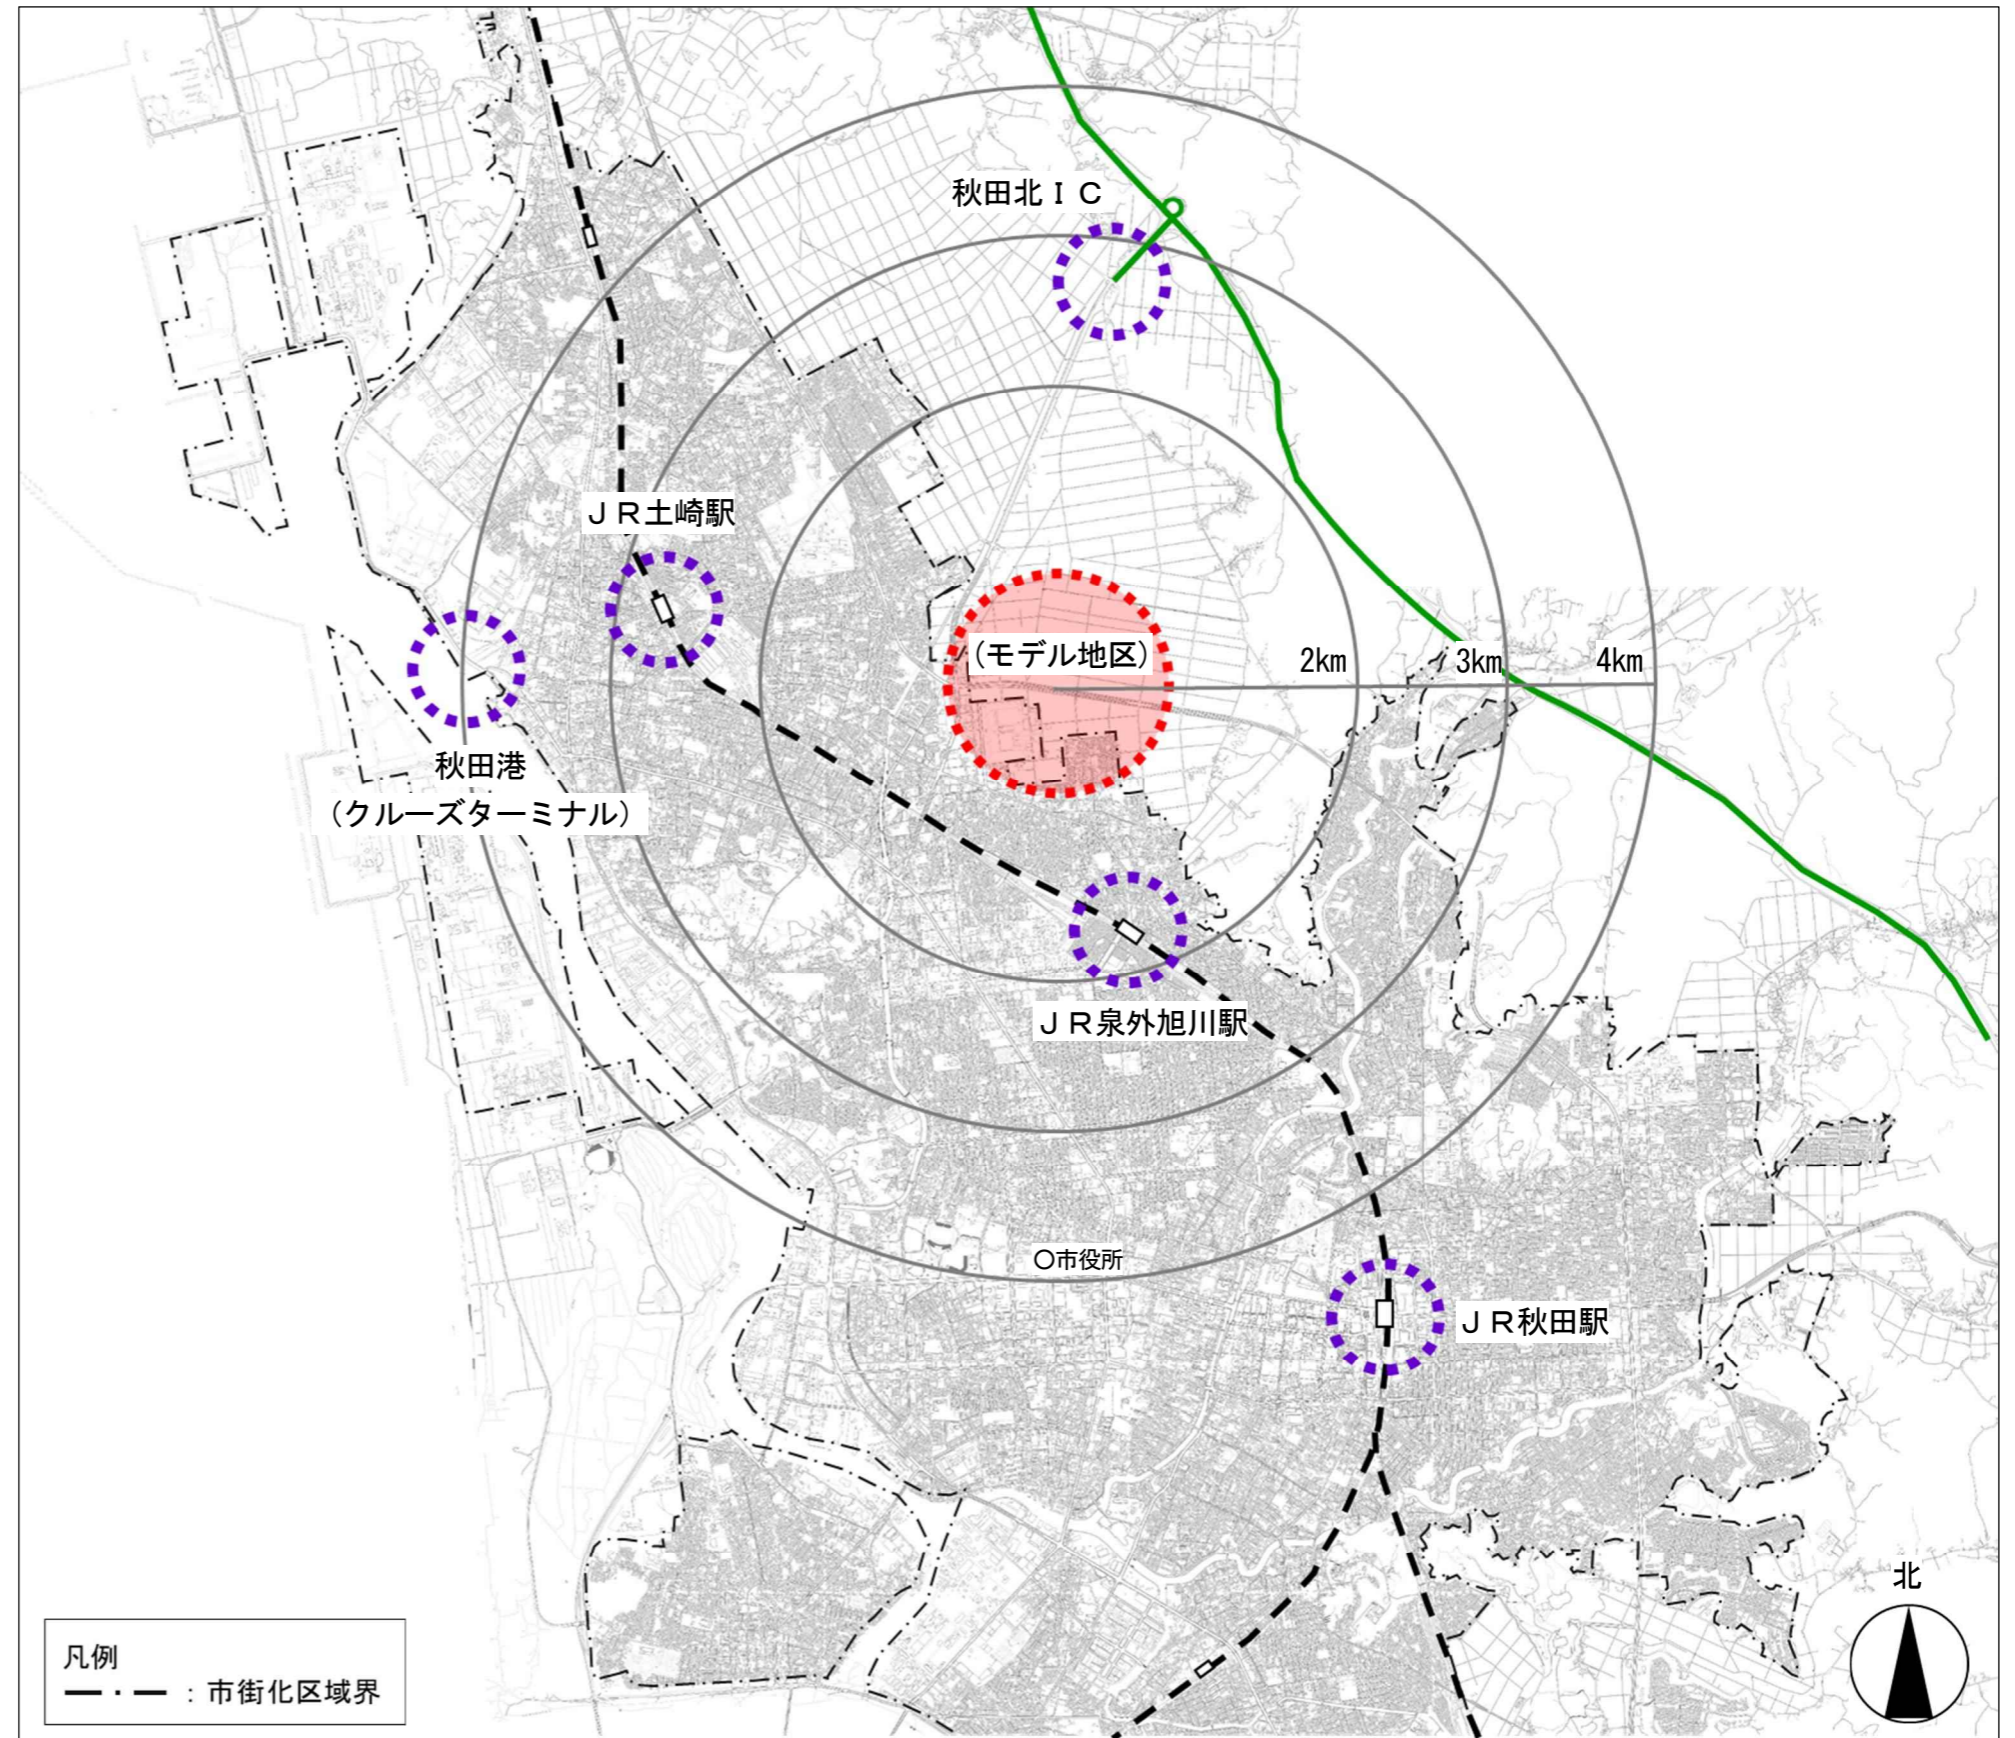 秋田北ＩＣ
ＪＲ土崎駅
（モデル地区）
2km
3km
4km
秋田港
（クルーズターミナル）
ＪＲ泉外旭川駅
〇市役所
ＪＲ秋田駅
北
凡例
：市街化区域界